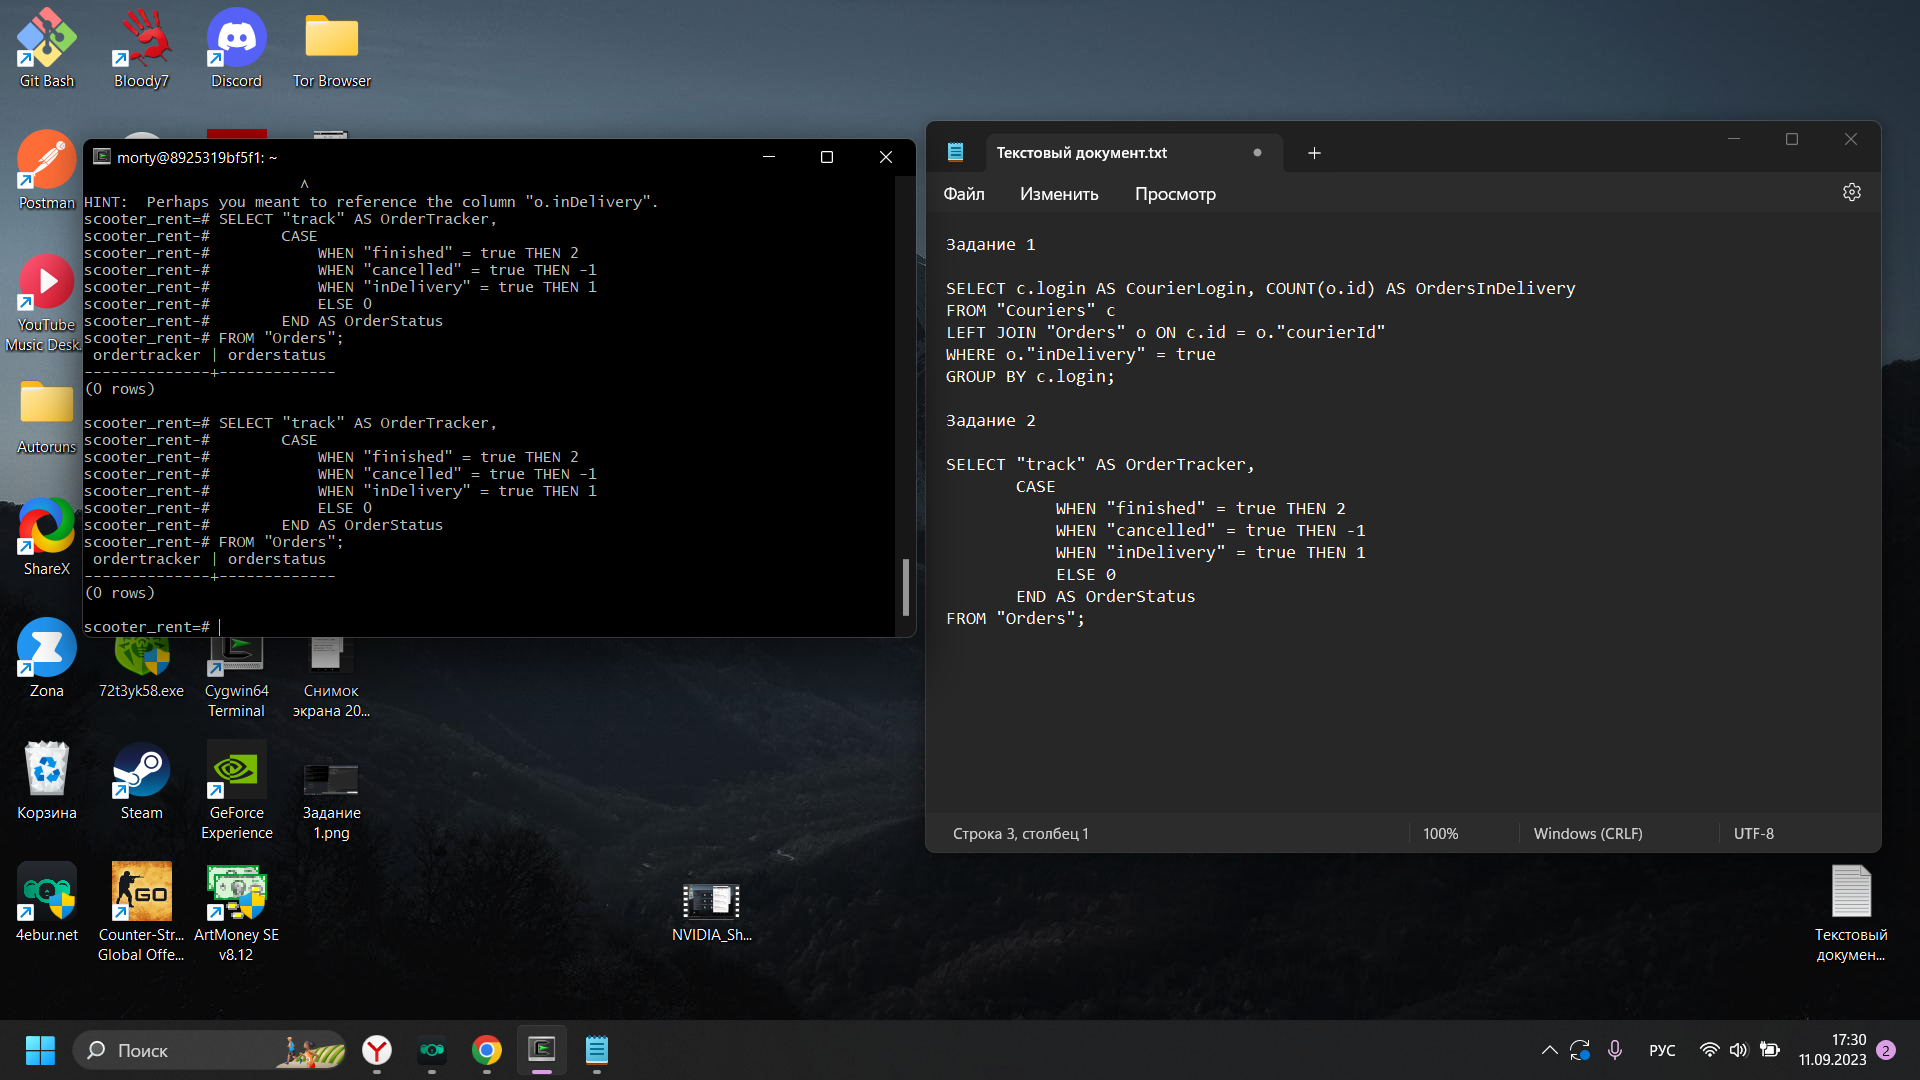 Git Bash
Bloody7
Discord
Tor Browser
Postman
YouTube
Music Desk.
Autoruns
ShareX
Zona
72t3yk58.exe
Cygwin64
Terminal
Снимок
экрана 20...
Корзина
Steam
GeForce
Experience
Задание
1.png
4ebur.net
Counter-Str...
Global Offe...
ArtMoney SE
v8.12
NVIDIA_Sh...
Текстовый
докумен...
morty@8925319bf5f1: ~
^
HINT:  Perhaps you meant to reference the column "o.inDelivery".
scooter_rent=# SELECT "track" AS OrderTracker,
scooter_rent-#        CASE
scooter_rent-#            WHEN "finished" = true THEN 2
scooter_rent-#            WHEN "cancelled" = true THEN -1
scooter_rent-#            WHEN "inDelivery" = true THEN 1
scooter_rent-#            ELSE 0
scooter_rent-#        END AS OrderStatus
scooter_rent-# FROM "Orders";
 ordertracker | orderstatus
--------------+-------------
(0 rows)
scooter_rent=# SELECT "track" AS OrderTracker,
scooter_rent-#        CASE
scooter_rent-#            WHEN "finished" = true THEN 2
scooter_rent-#            WHEN "cancelled" = true THEN -1
scooter_rent-#            WHEN "inDelivery" = true THEN 1
scooter_rent-#            ELSE 0
scooter_rent-#        END AS OrderStatus
scooter_rent-# FROM "Orders";
 ordertracker | orderstatus
--------------+-------------
(0 rows)
scooter_rent=#
Текстовый документ.txt
Файл Изменить Просмотр
Задание 1
SELECT c.login AS CourierLogin, COUNT(o.id) AS OrdersInDelivery
FROM "Couriers" c
LEFT JOIN "Orders" o ON c.id = o."courierId"
WHERE o."inDelivery" = true
GROUP BY c.login;
Задание 2
SELECT "track" AS OrderTracker,
       CASE
           WHEN "finished" = true THEN 2
           WHEN "cancelled" = true THEN -1
           WHEN "inDelivery" = true THEN 1
           ELSE 0
       END AS OrderStatus
FROM "Orders";
Строка 3, столбец 1 100% Windows (CRLF) UTF-8
Поиск
РУС
17:30
11.09.2023
2